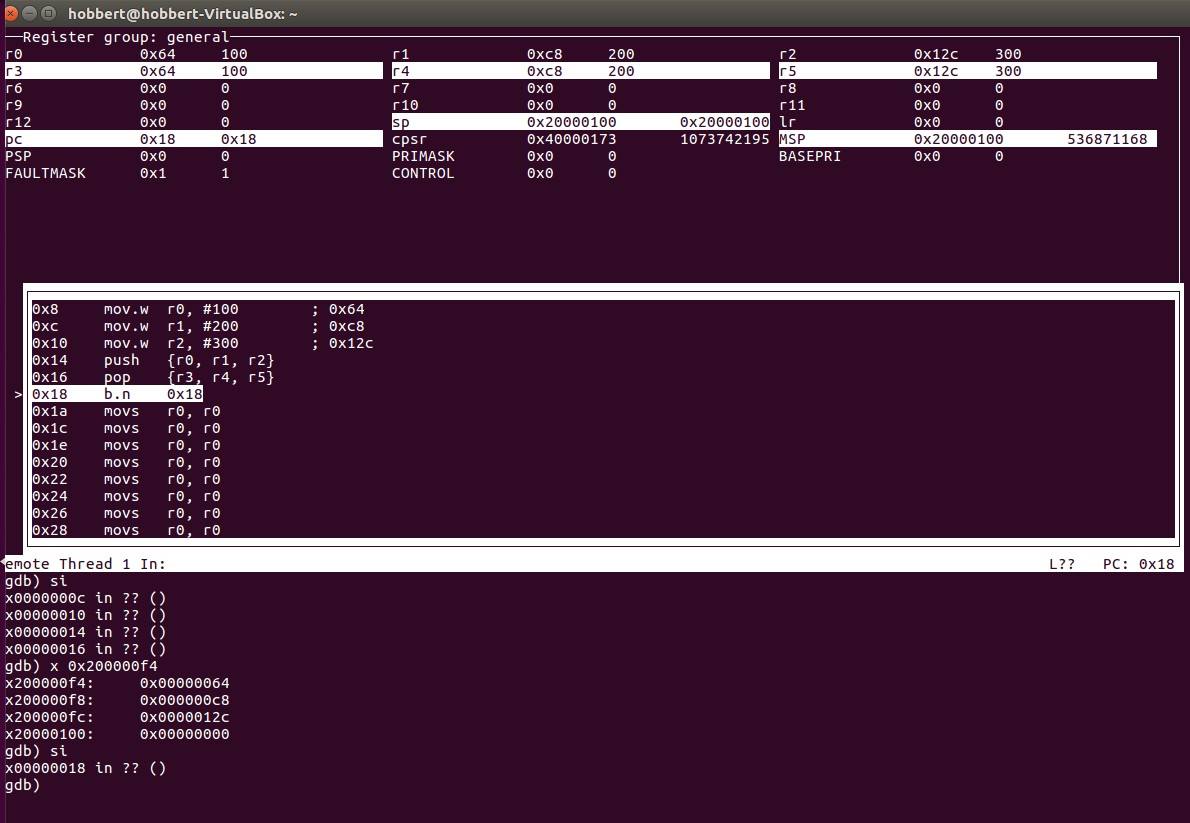 hobbert@hobbert-VirtualBox: ~
Register group: general
r0 0x64 100 r1 0xc8 200 r2 0x12c 300
r3 0x64 100 r4 0xc8 200 r5 0x12c 300
r6 0x0 0 r7 0x0 0 r8 0x0 0
r9 0x0 0 r10 0x0 0 r11 0x0 0
r12 0x0 0 sp 0x20000100 0x20000100 lr 0x0 0
pc 0x18 0x18 cpsr 0x40000173 1073742195 MSP 0x20000100 536871168
PSP 0x0 0 PRIMASK 0x0 0 BASEPRI 0x0 0
FAULTMASK 0x1 1 CONTROL 0x0 0
0x8 mov.w r0, #100 ; 0x64
0xc mov.w r1, #200 ; 0xc8
0x10 mov.w r2, #300 ; 0x12c
0x14 push {r0, r1, r2}
0x16 pop {r3, r4, r5}
> 0x18 b.n 0x18
0x1a movs r0, r0
0x1c movs r0, r0
0x1e movs r0, r0
0x20 movs r0, r0
0x22 movs r0, r0
0x24 movs r0, r0
0x26 movs r0, r0
0x28 movs r0, r0
emote Thread 1 In: L?? PC: 0x18
gdb) si
x0000000c in ?? ()
x00000010 in ?? ()
x00000014 in ?? ()
x00000016 in ?? ()
gdb) x 0x200000f4
x200000f4: 0x00000064
x200000f8: 0x000000c8
x200000fc: 0x0000012c
x20000100: 0x00000000
gdb) si
x00000018 in ?? ()
gdb)